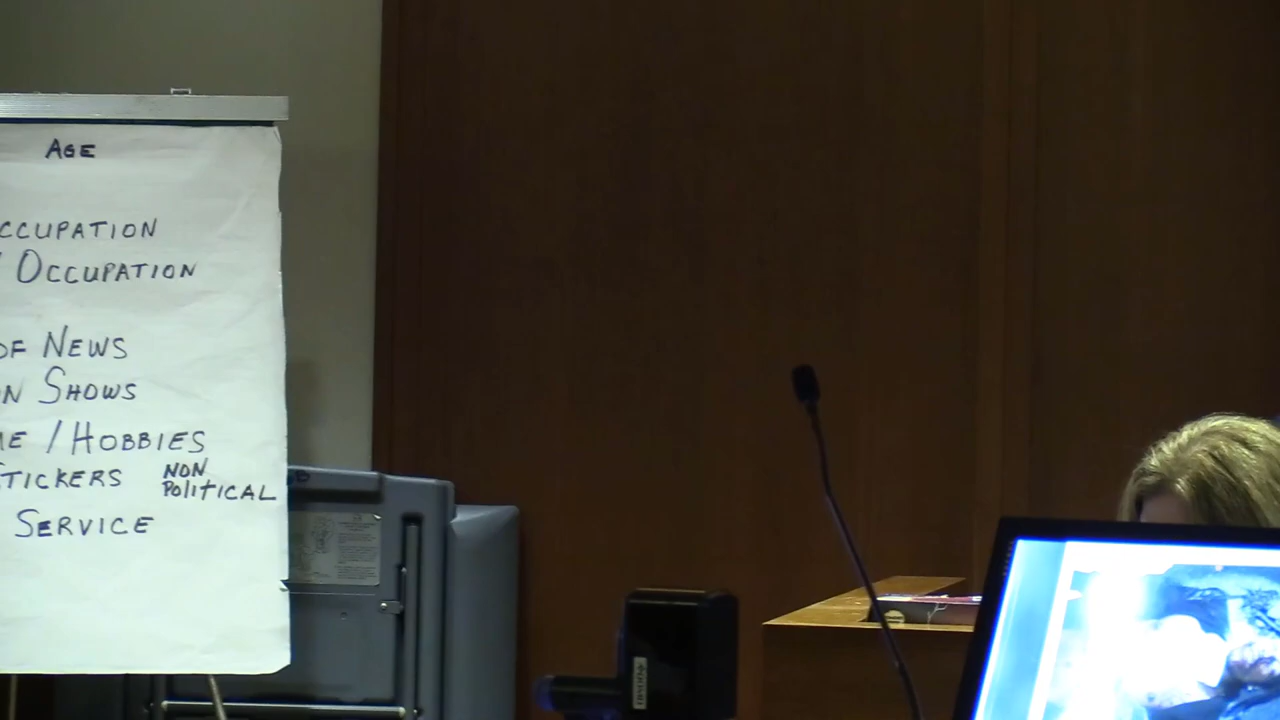 AGE
CCUPATION
OCCUPATION
OF NEWS
N SHOWS
E / HOBBIES
TICKERS NON POLITICAL
SERVICE